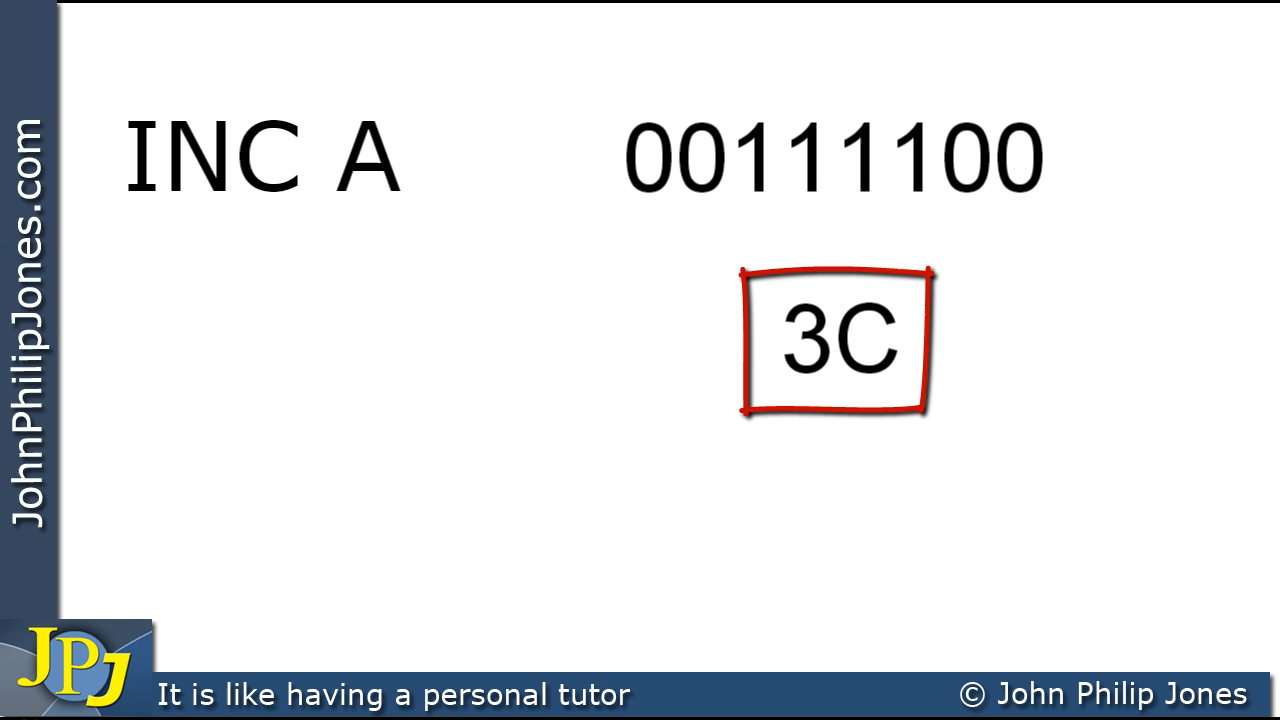 INC A 00111100
3C
JohnPhilipJones.com
JPJ
It is like having a personal tutor
© John Philip Jones